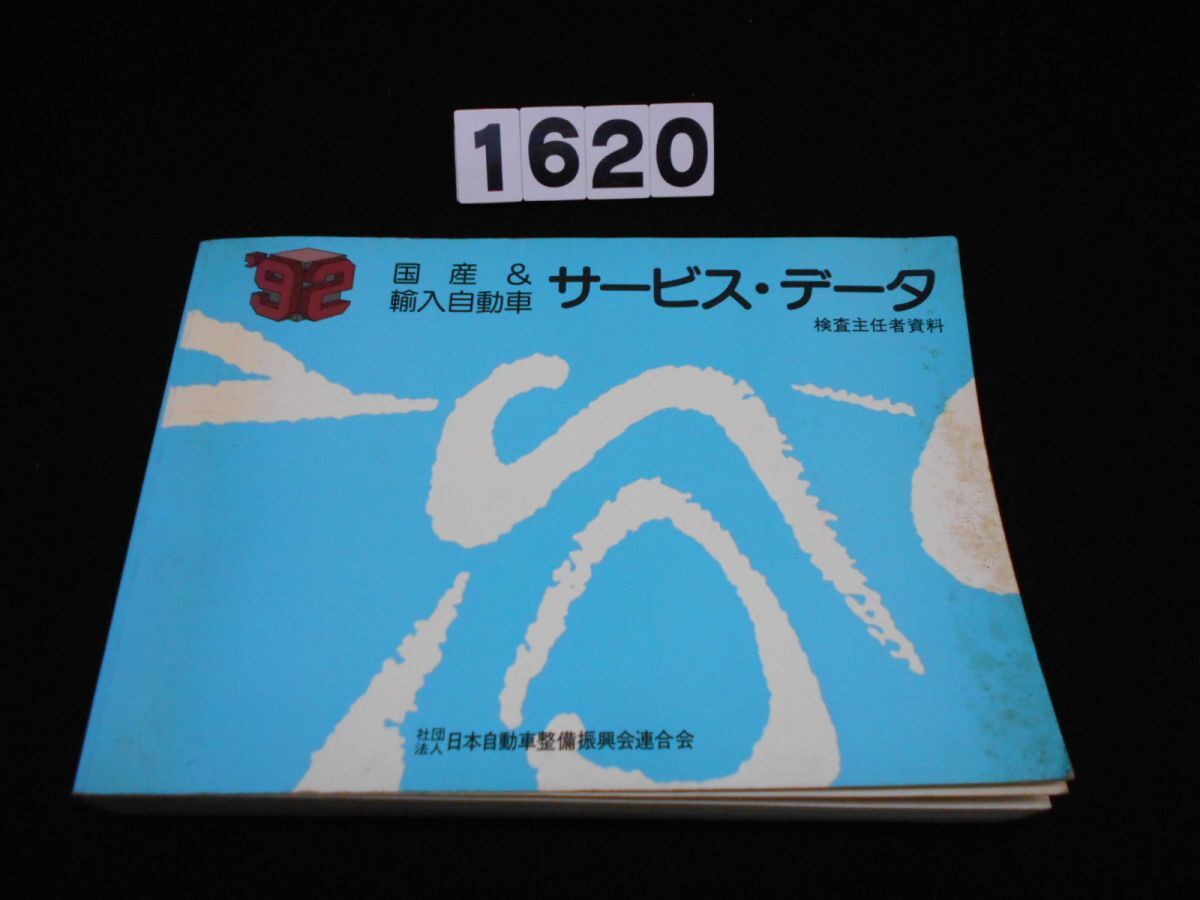 1620
'92
国産&
輸入自動車
サービス・データ
検査主任者資料
社団
法人
日本自動車整備振興会連合会